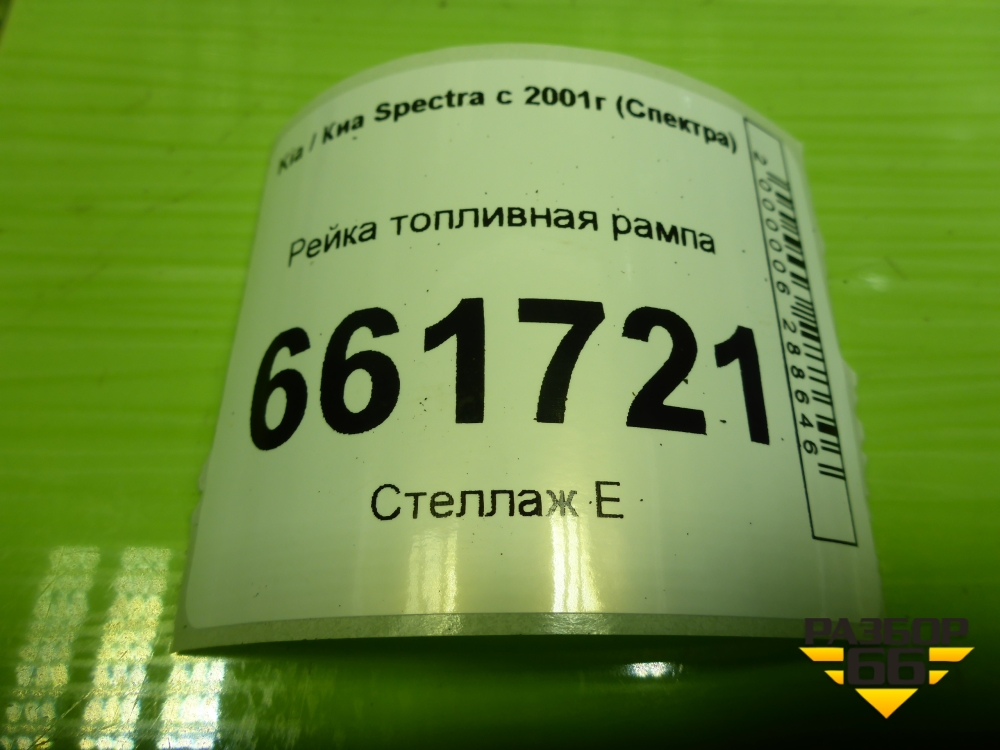 Kia / Киа Spectra с 2001г (Спектра)
Рейка топливная рампа
661721
Стеллаж Е
2000006288646
РАЗБОР
66